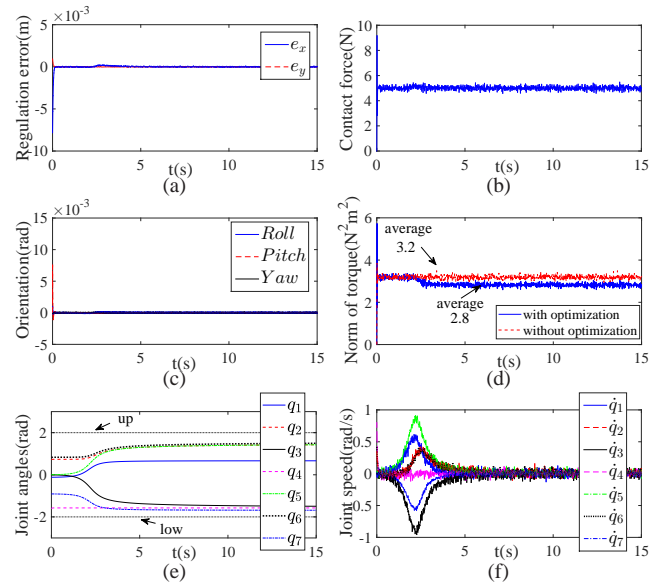 ×10⁻³
5
0
-5
10
Regulation error(m)
e_x
e_y
0 5 10 15
t(s)
(a)
10
8
6
4
2
0
Contact force(N)
0 5 10 15
t(s)
(b)
×10⁻³
15
10
5
0
-5
Orientation(rad)
Roll
Pitch
Yaw
0 5 10 15
t(s)
(c)
6
4
2
0
Norm of torque(N²m²)
average
3.2
average
2.8
with optimization
without optimization
0 5 10 15
t(s)
(d)
2
0
-2
Joint angles(rad)
up
low
q₁
q₂
q₃
q₄
q₅
q₆
q₇
0 5 10 15
t(s)
(e)
1
0.5
0
-0.5
-1
Joint speed(rad/s)
q̇₁
q̇₂
q̇₃
q̇₄
q̇₅
q̇₆
q̇₇
0 5 10 15
t(s)
(f)